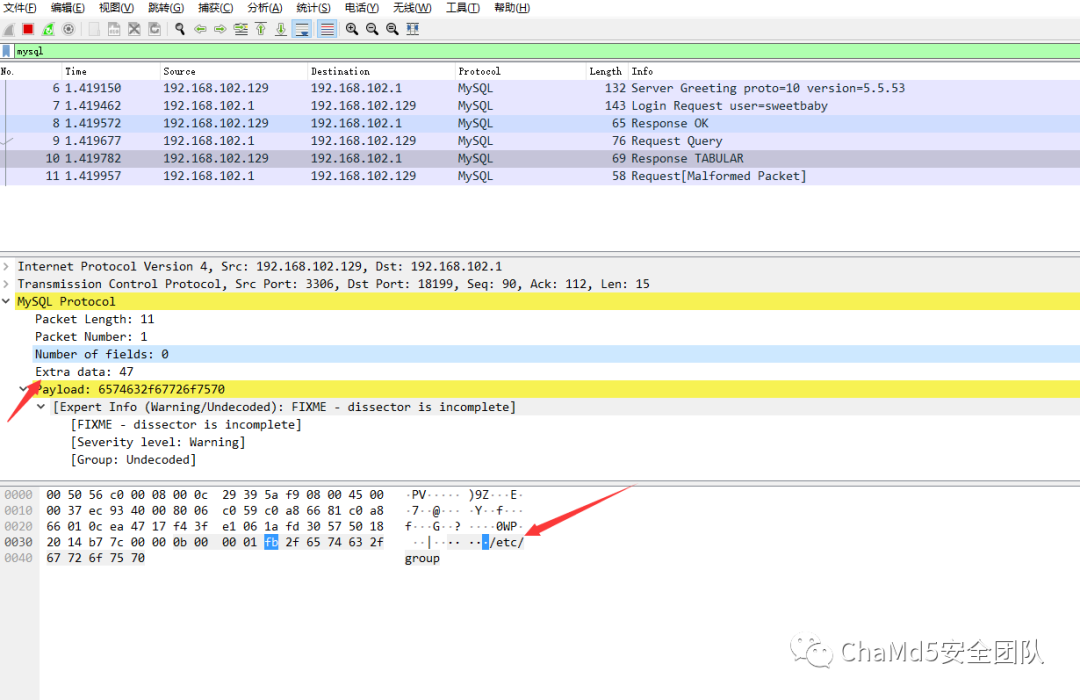 文件(F) 编辑(E) 视图(V) 跳转(G) 捕获(C) 分析(A) 统计(S) 电话(Y) 无线(W) 工具(T) 帮助(H)
mysql
No. Time Source Destination Protocol Length Info
6 1.419150 192.168.102.129 192.168.102.1 MySQL 132 Server Greeting proto=10 version=5.5.53
7 1.419462 192.168.102.1 192.168.102.129 MySQL 143 Login Request user=sweetbaby
8 1.419572 192.168.102.129 192.168.102.1 MySQL 65 Response OK
9 1.419677 192.168.102.1 192.168.102.129 MySQL 76 Request Query
10 1.419782 192.168.102.129 192.168.102.1 MySQL 69 Response TABULAR
11 1.419957 192.168.102.1 192.168.102.129 MySQL 58 Request[Malformed Packet]
Internet Protocol Version 4, Src: 192.168.102.129, Dst: 192.168.102.1
Transmission Control Protocol, Src Port: 3306, Dst Port: 18199, Seq: 90, Ack: 112, Len: 15
MySQL Protocol
Packet Length: 11
Packet Number: 1
Number of fields: 0
Extra data: 47
Payload: 6574632f67726f7570
[Expert Info (Warning/Undecoded): FIXME - dissector is incomplete]
[FIXME - dissector is incomplete]
[Severity level: Warning]
[Group: Undecoded]
0000 00 50 56 c0 00 08 00 0c 29 39 5a f9 08 00 45 00 ·PV····· )9Z···E·
0010 00 37 ec 93 40 00 80 06 c0 59 c0 a8 66 81 c0 a8 ·7··@··· ·Y··f···
0020 66 01 0c ea 47 17 f4 3f e1 06 1a fd 30 57 50 18 f···G··? ····0WP·
0030 20 14 b7 7c 00 00 0b 00 00 01 fb 2f 65 74 63 2f ··|···· ···/etc/
0040 67 72 6f 75 70 group
ChaMd5安全团队